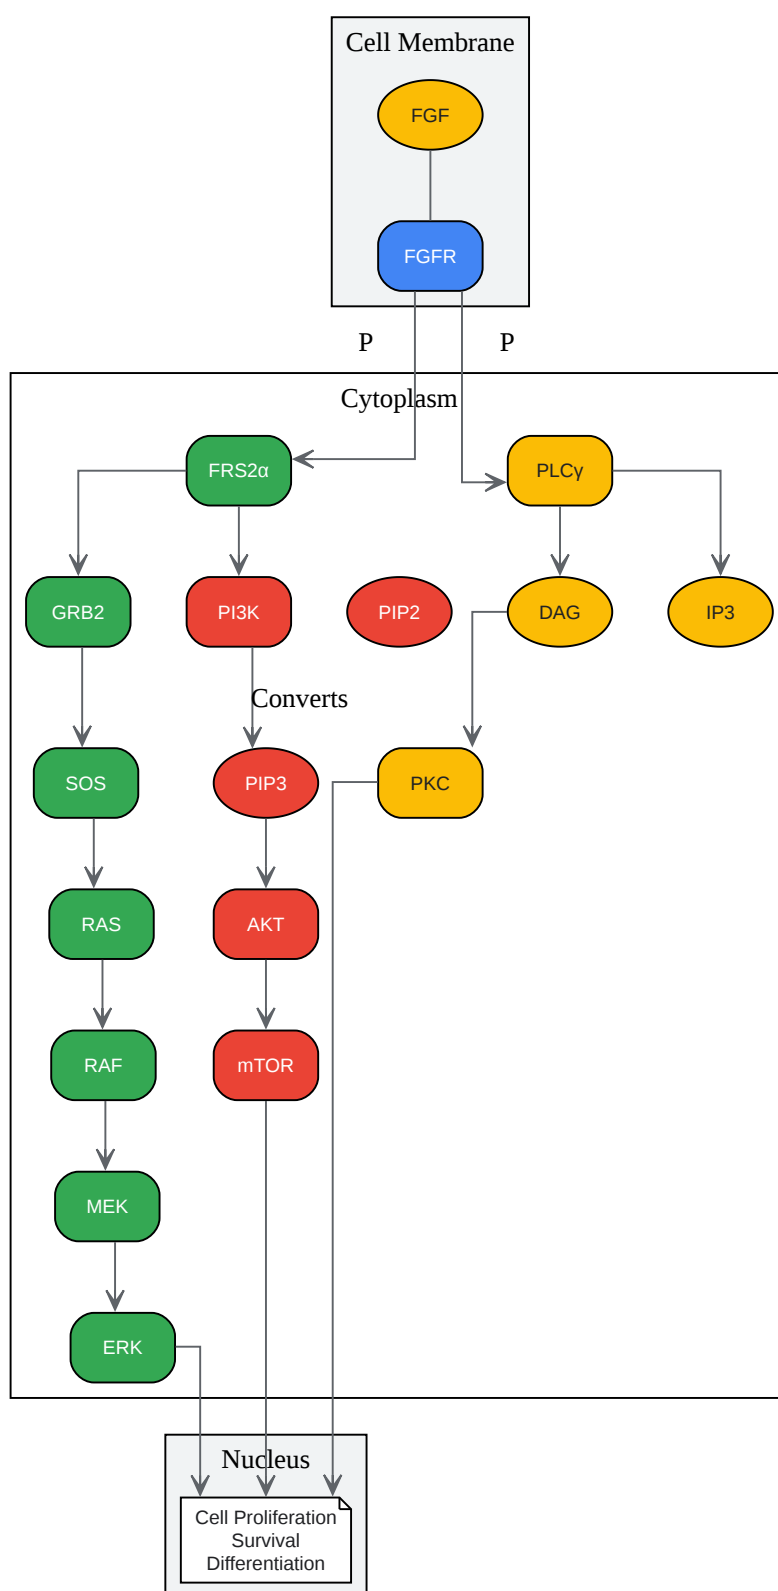 Cell Membrane
FGF
FGFR
P
P
Cytoplasm
FRS2α
PLCγ
GRB2
PI3K
PIP2
DAG
IP3
Converts
SOS
PIP3
PKC
RAS
AKT
RAF
mTOR
MEK
ERK
Nucleus
Cell Proliferation
Survival
Differentiation